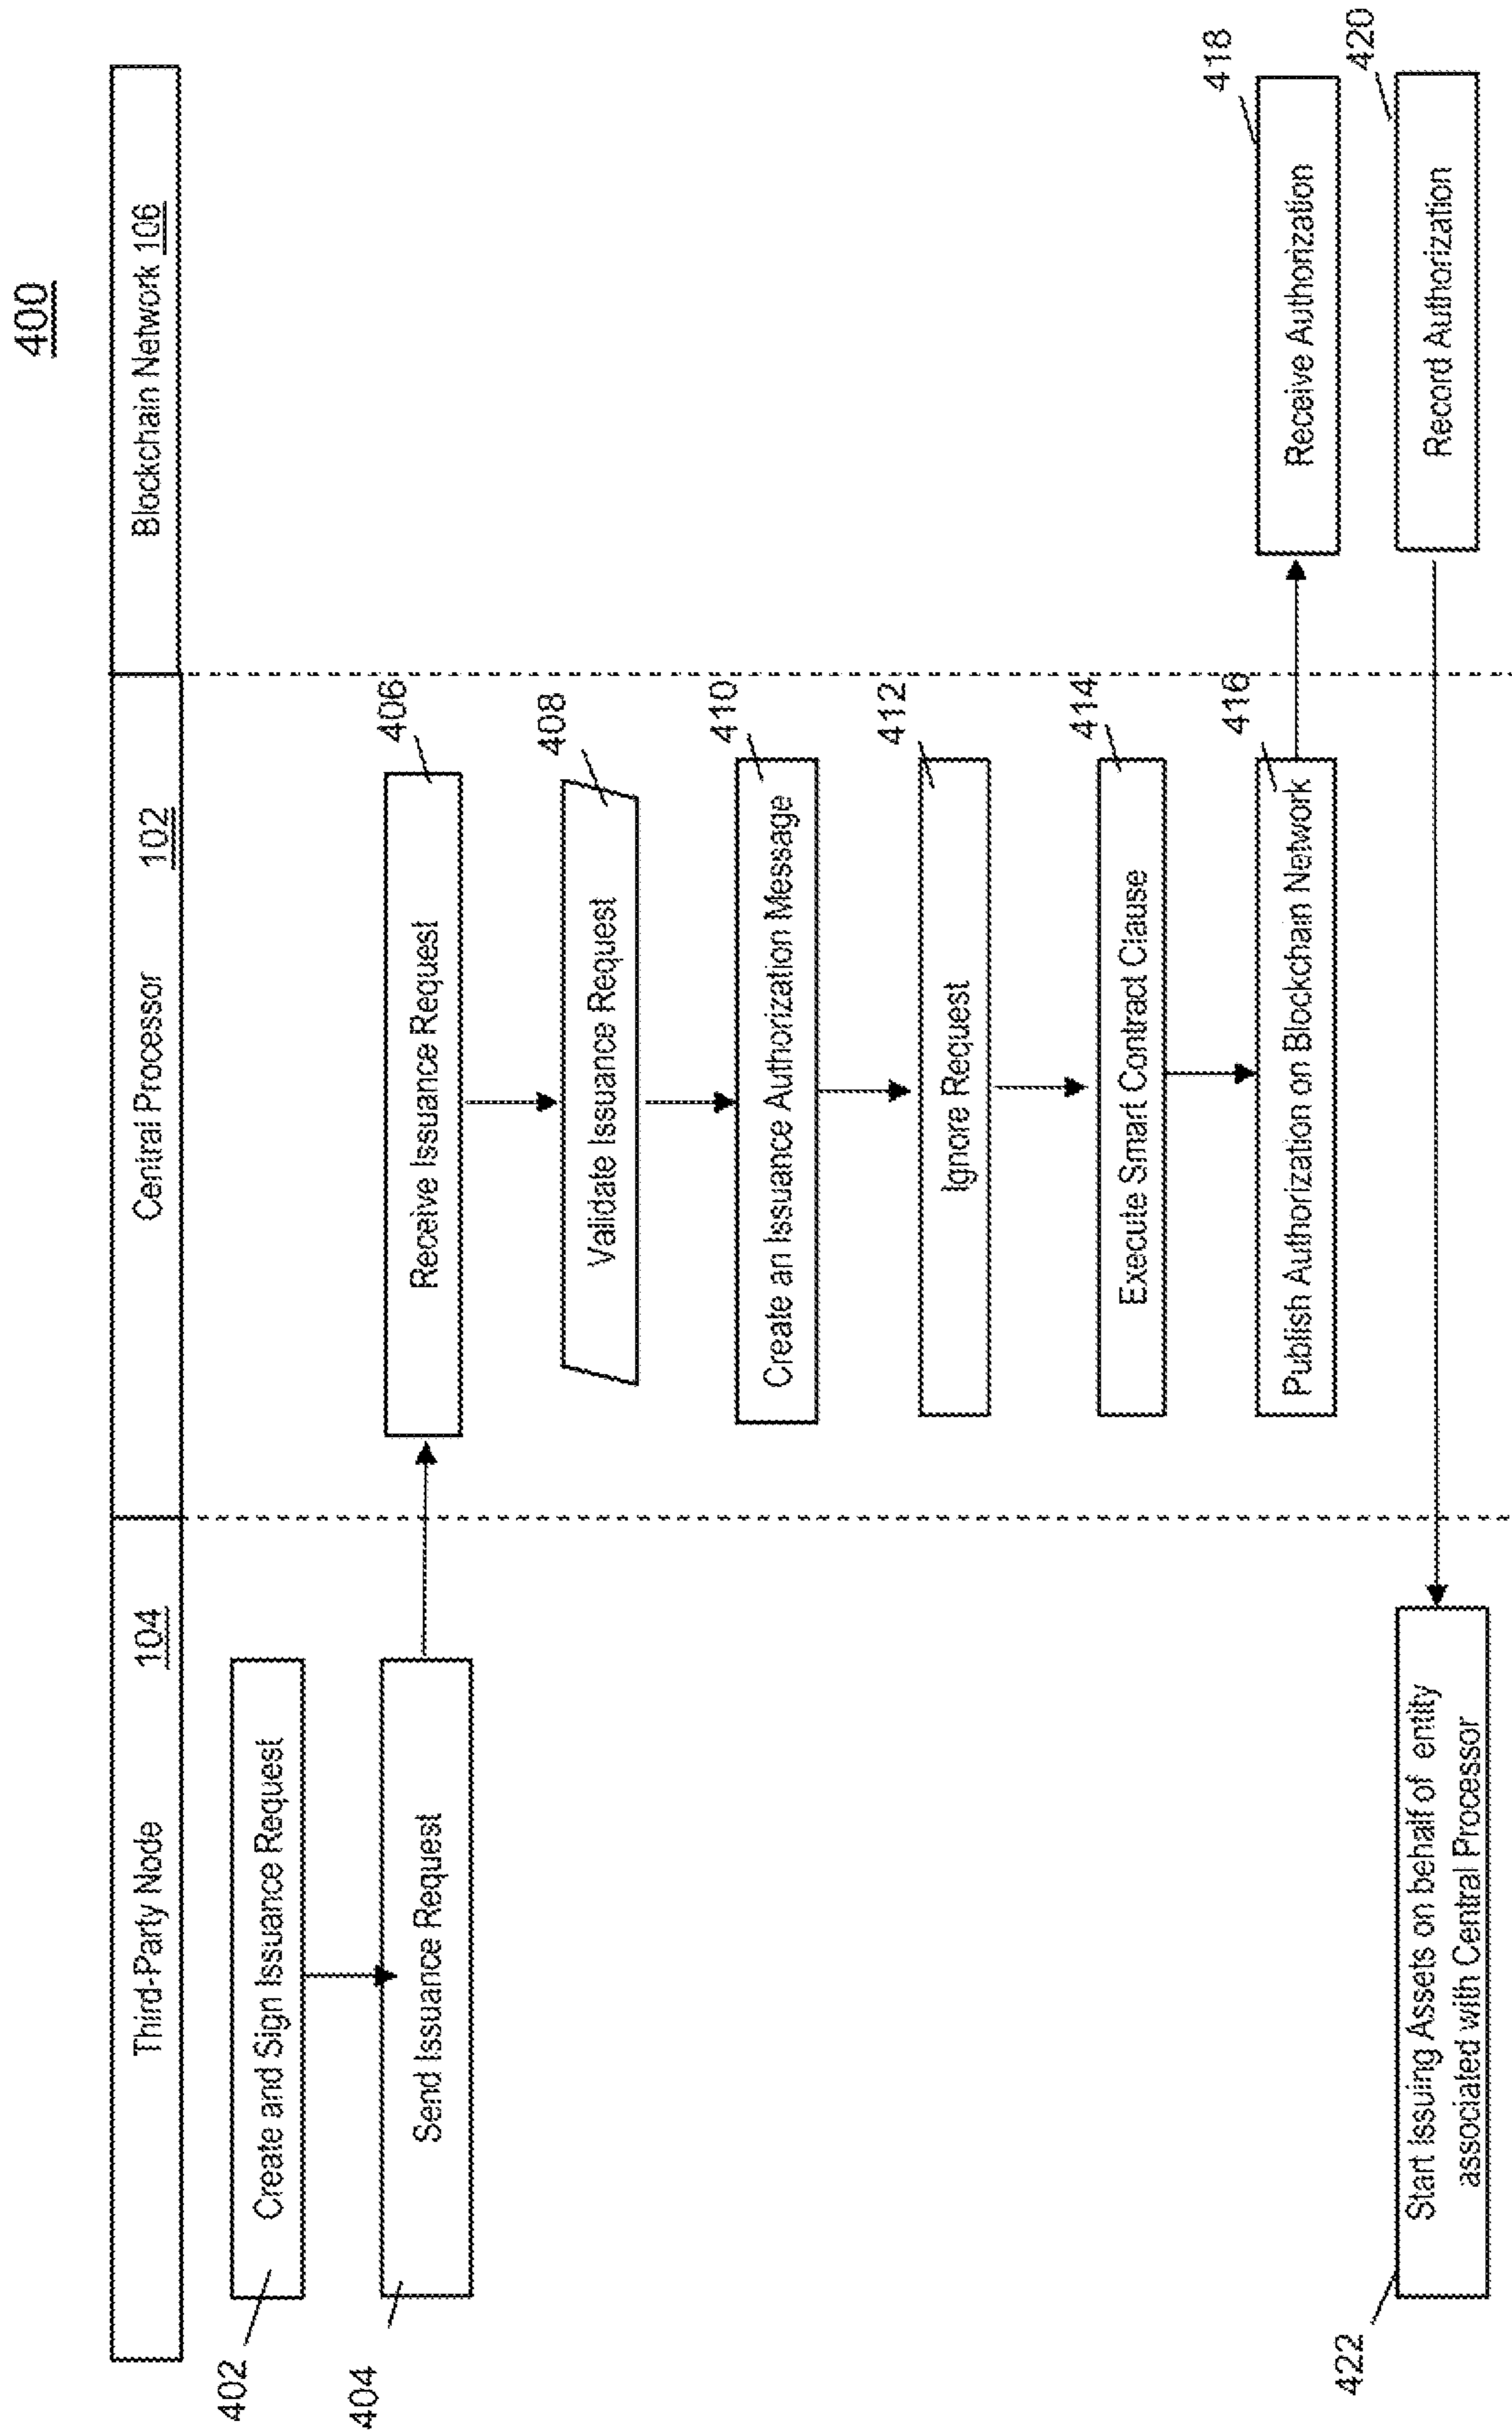 400
Third-Party Node 104
Central Processor 102
Blockchain Network 106
402
Create and Sign Issuance Request
404
Send Issuance Request
406
Receive Issuance Request
408
Validate Issuance Request
410
Create an Issuance Authorization Message
412
Ignore Request
414
Execute Smart Contract Clause
416
Publish Authorization on Blockchain Network
418
Receive Authorization
420
Record Authorization
422
Start Issuing Assets on behalf of entity
associated with Central Processor